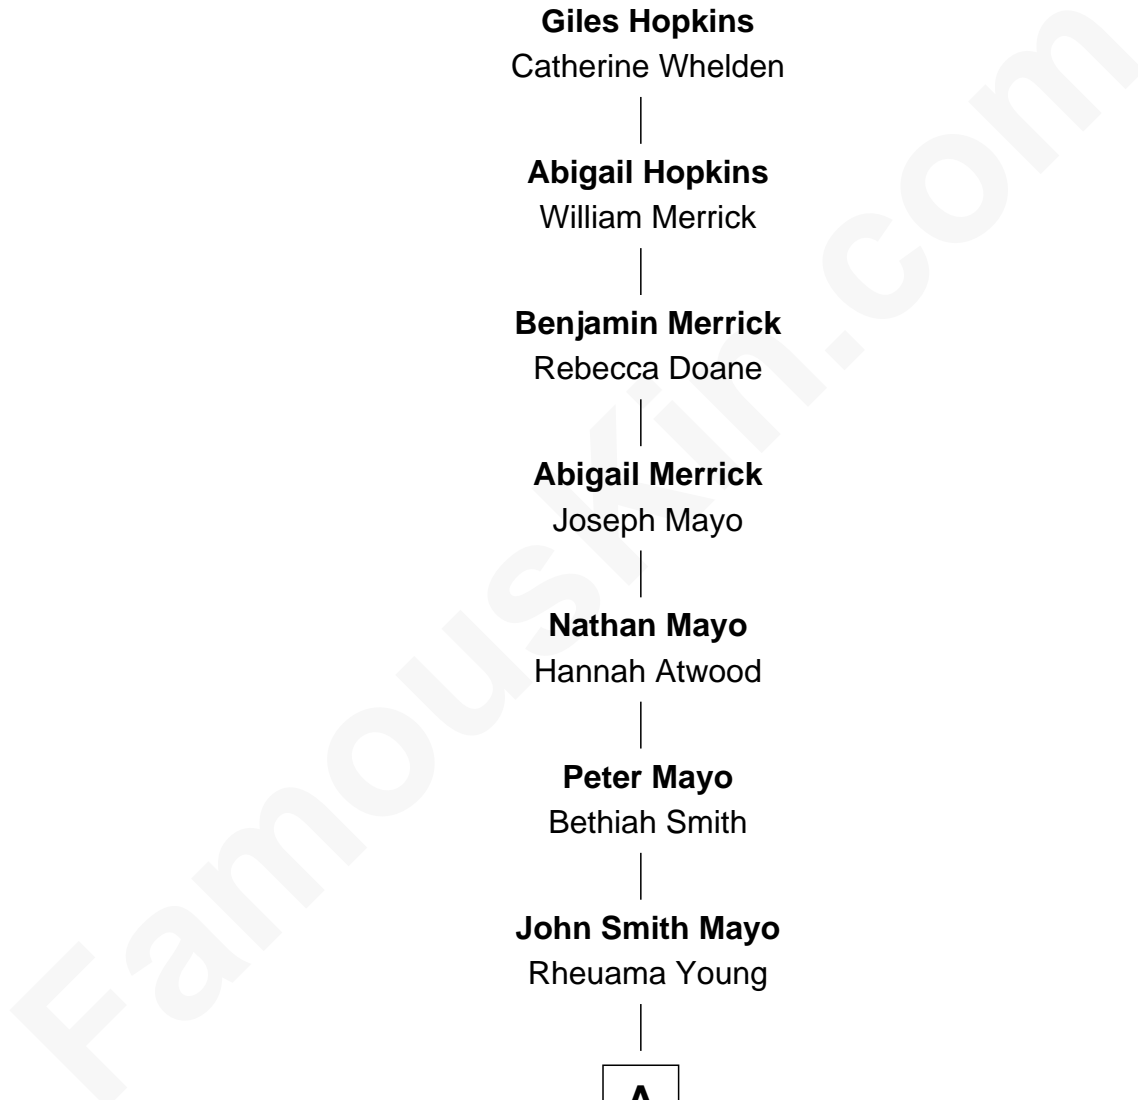 Giles Hopkins
Catherine Whelden
Abigail Hopkins
William Merrick
Benjamin Merrick
Rebecca Doane
Abigail Merrick
Joseph Mayo
Nathan Mayo
Hannah Atwood
Peter Mayo
Bethiah Smith
John Smith Mayo
Rheuama Young
A
FamousKin.com